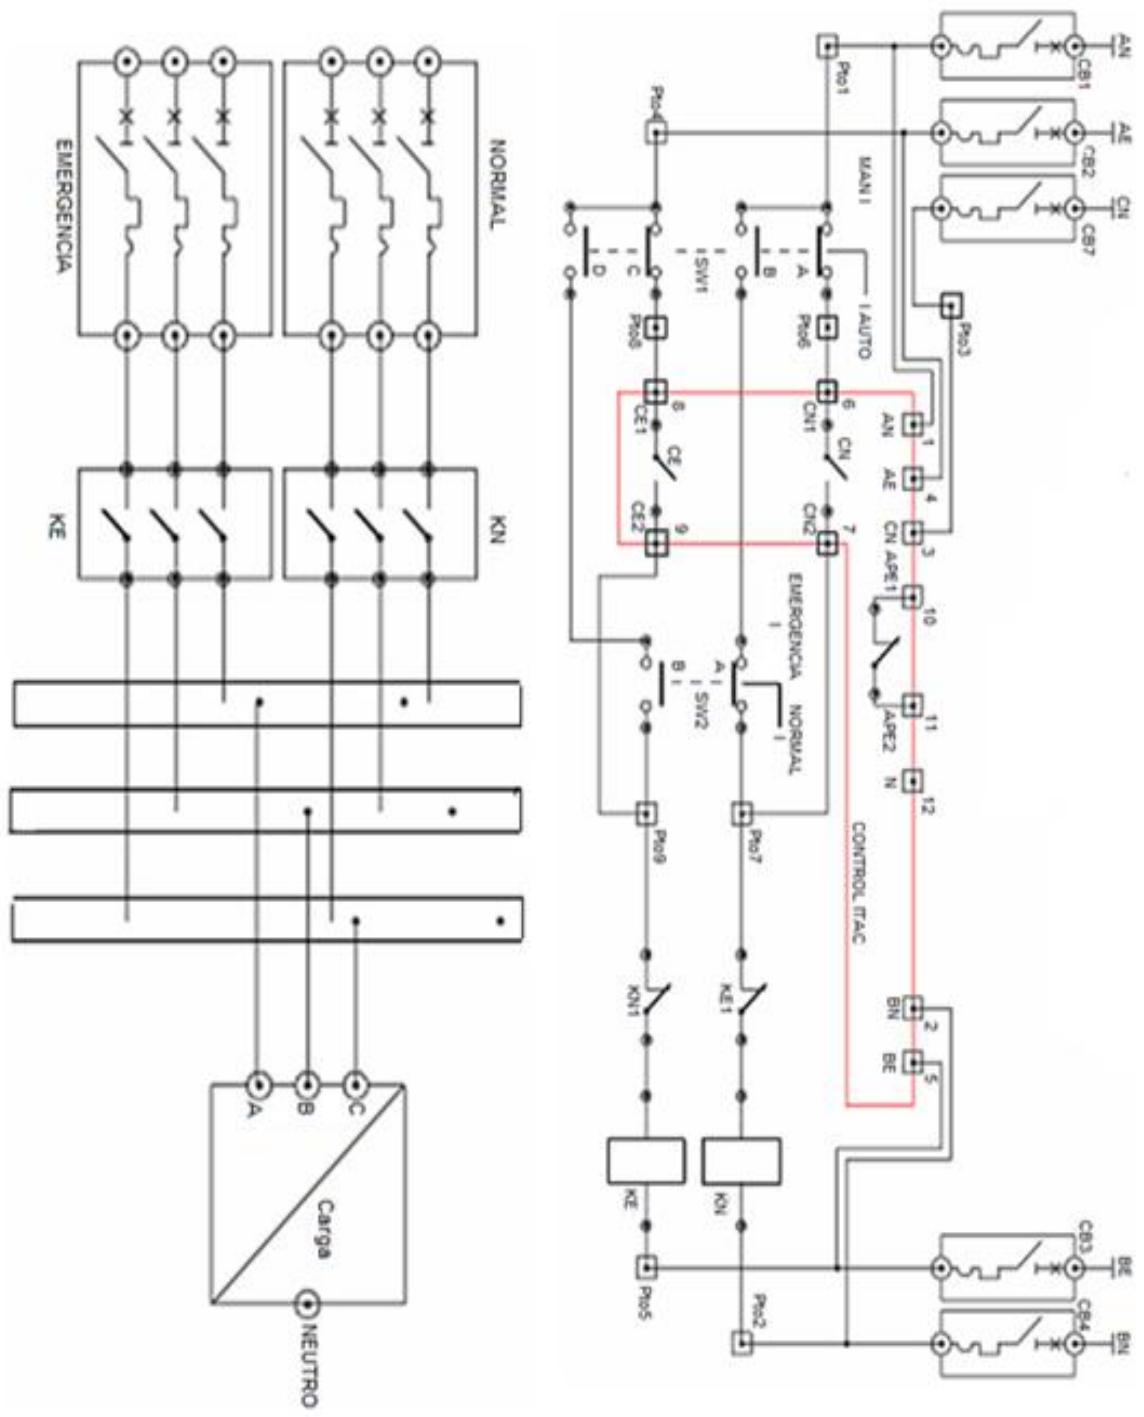 NORMAL
EMERGENCIA
KN
KE
A
B
C
Carga
NEUTRO
AN
CB1
AE
CB2
CN
CB7
Pto1
Pto4
Pto3
MAN I
I AUTO
SW1
A
B
C
D
Pto6
Pto8
6
CN1
CN
CN2
7
8
CE1
CE
CE2
9
AN
1
AE
4
CN
3
APE1
10
APE2
11
N
12
BN
2
BE
5
CONTROL ITAC
EMERGENCIA
I
NORMAL
I
A
B
SW2
Pto7
Pto9
KE1
KN1
KN
KE
Pto2
Pto5
CB3
BE
CB4
BN